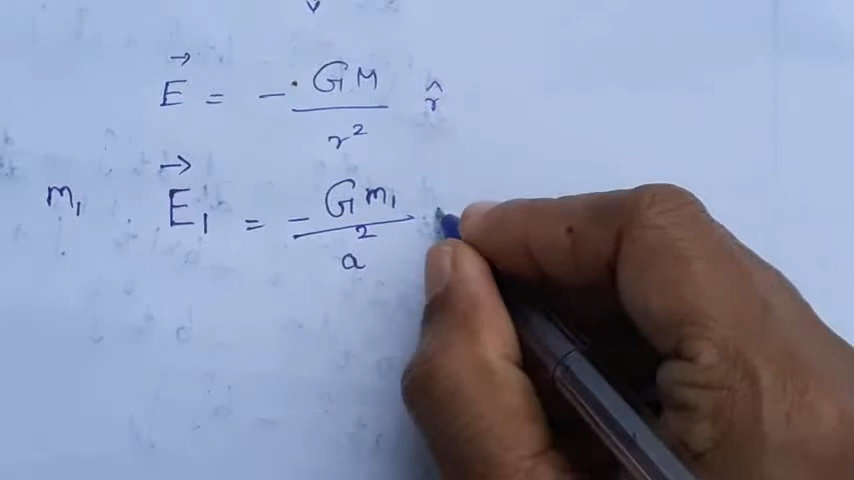 E⃗ = - GM/r² r̂
m₁ E⃗₁ = - Gm₁/a²